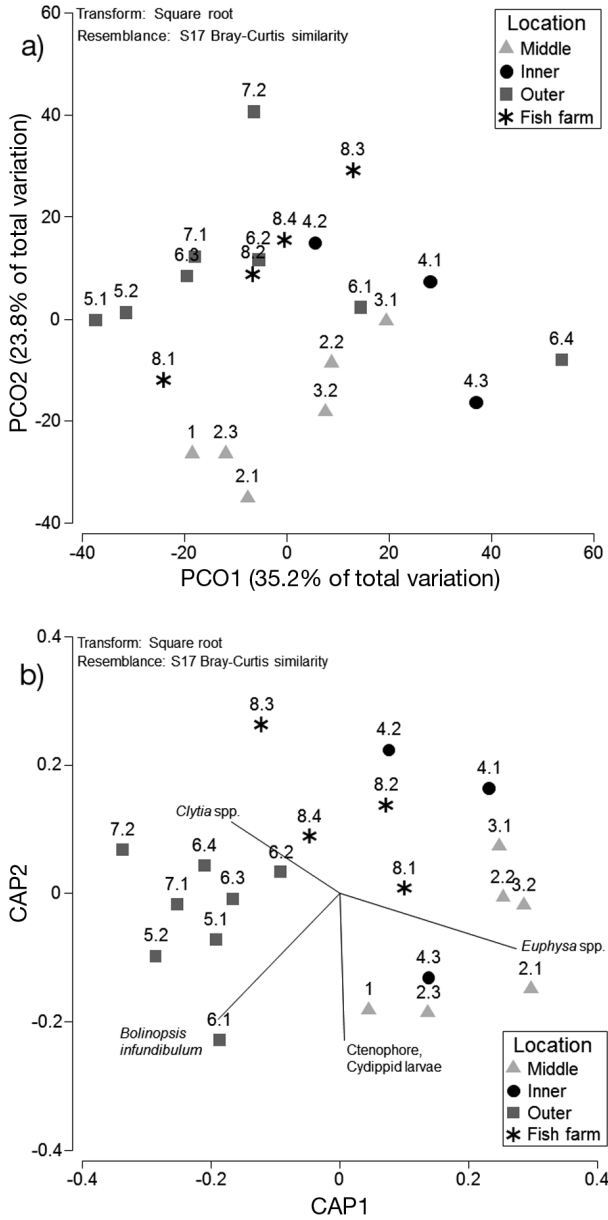 a)
Transform: Square root
Resemblance: S17 Bray-Curtis similarity
Location
Middle
Inner
Outer
Fish farm
60
40
20
0
-20
-40
PCO2 (23.8% of total variation)
7.2
8.3
8.4
4.2
7.1
6.2
6.3
8.2
4.1
5.1
5.2
6.1
3.1
6.4
2.2
8.1
3.2
4.3
1
2.3
2.1
-40
-20
0
20
40
60
PCO1 (35.2% of total variation)
b)
Transform: Square root
Resemblance: S17 Bray-Curtis similarity
0.4
0.2
0
-0.2
-0.4
CAP2
8.3
4.2
4.1
8.2
Clytia spp.
8.4
7.2
3.1
6.4
6.2
8.1
7.1
6.3
2.2
3.2
5.1
5.2
Euphysa spp.
4.3
2.1
1
2.3
6.1
Bolinopsis
infundibulum
Ctenophore,
Cydippid larvae
Location
Middle
Inner
Outer
Fish farm
-0.4
-0.2
0
0.2
0.4
CAP1